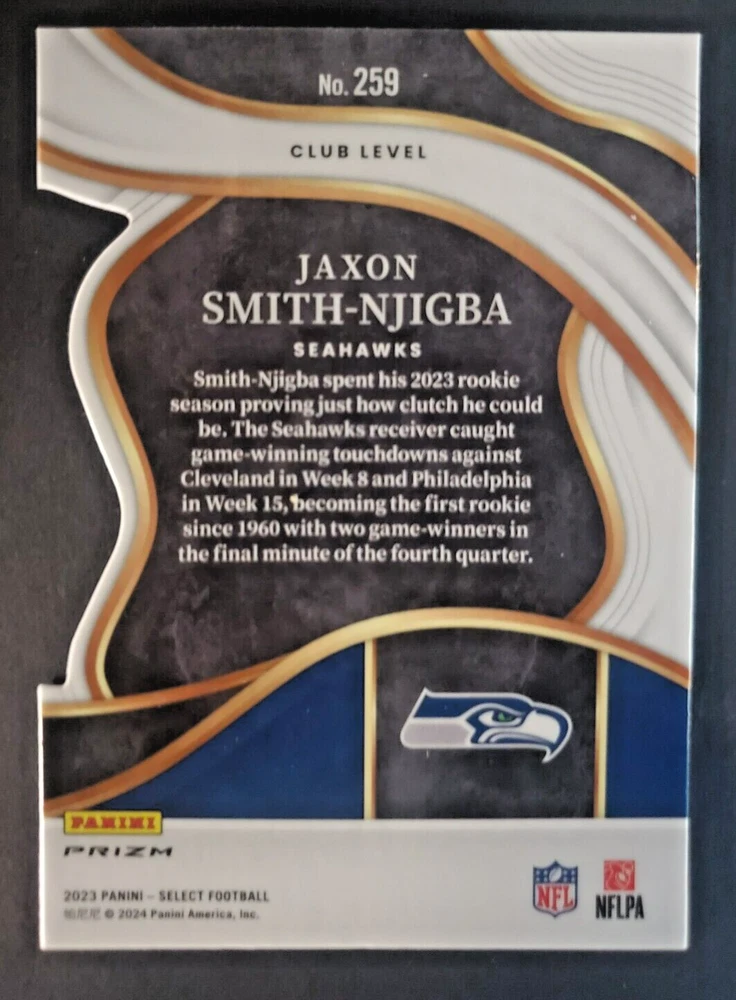 No. 259
CLUB LEVEL
JAXON
SMITH-NJIGBA
SEAHAWKS
Smith-Njigba spent his 2023 rookie
season proving just how clutch he could
be. The Seahawks receiver caught
game-winning touchdowns against
Cleveland in Week 8 and Philadelphia
in Week 15, becoming the first rookie
since 1960 with two game-winners in
the final minute of the fourth quarter.
PANINI
PRIZM
2023 PANINI – SELECT FOOTBALL
帕尼尼 © 2024 Panini America, Inc.
NFL
NFLPA